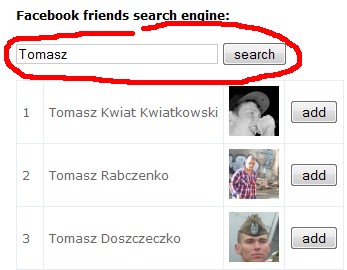 Facebook friends search engine:
Tomasz search
1 Tomasz Kwiat Kwiatkowski add
2 Tomasz Rabczenko add
3 Tomasz Doszczeczko add